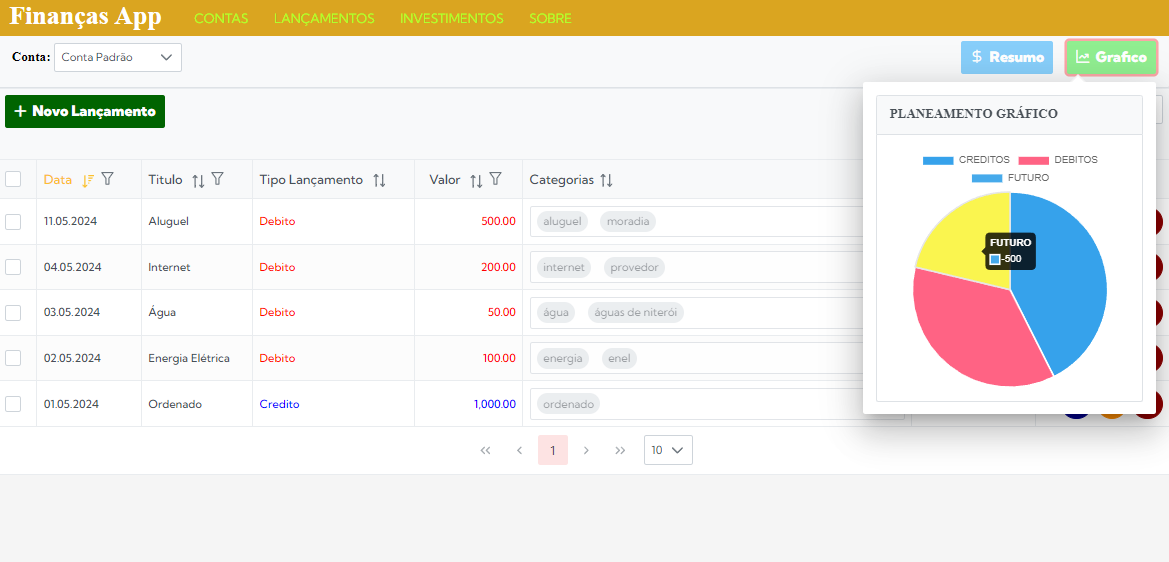 Finanças App CONTAS LANÇAMENTOS INVESTIMENTOS SOBRE
Conta: Conta Padrão Resumo Grafico
+ Novo Lançamento
PLANEAMENTO GRÁFICO
CREDITOS DEBITOS
FUTURO
FUTURO
-500
Data Titulo Tipo Lançamento Valor Categorias
11.05.2024 Aluguel Debito 500.00 aluguel moradia
04.05.2024 Internet Debito 200.00 internet provedor
03.05.2024 Água Debito 50.00 água águas de niterói
02.05.2024 Energia Elétrica Debito 100.00 energia enel
01.05.2024 Ordenado Credito 1,000.00 ordenado
« ‹ 1 › » 10